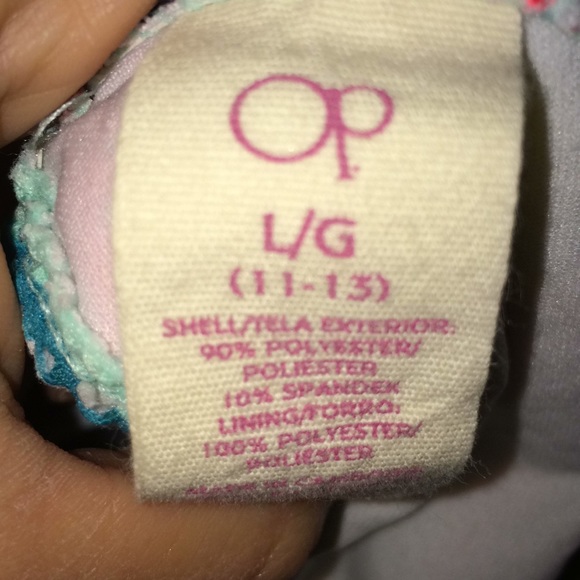 Op
L/G
(11-13)
SHELL/TELA EXTERIOR:
90% POLYESTER/
POLIESTER
10% SPANDEX
LINING/FORRO:
100% POLYESTER/
POLIESTER